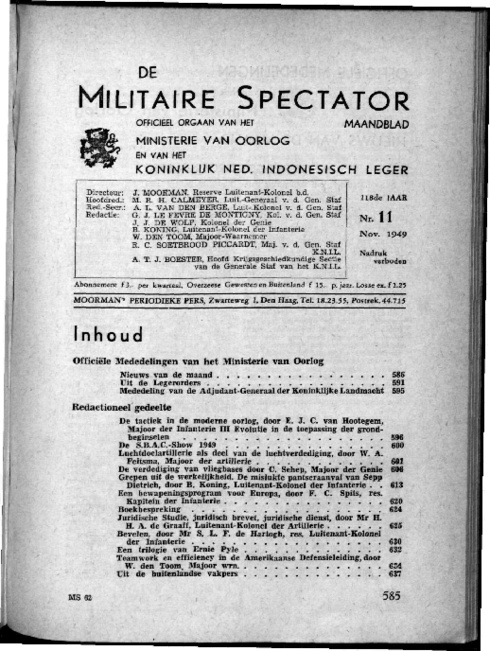 DE
MILITAIRE SPECTATOR
OFFICIEEL ORGAAN VAN HET MAANDBLAD
MINISTERIE VAN OORLOG
EN VAN HET
KONINKLIJK NED. INDONESISCH LEGER
Directeur: J. MOORMAN, Reserve Luitenant-Kolonel b.d.
Hoofdred.: M. R. H. CALMEYER, Luit.-Generaal v. d. Gen. Staf
Red.-Secr.: A. L. VAN DEN BERGE, Luit.-Kolonel v. d. Gen. Staf
Redactie: G. J. LE FEVRE DE MONTIGNY, Kol. v. d. Gen. Staf
J. J. DE WOLF, Kolonel der Genie
B. KONING, Luitenant-Kolonel der Infanterie
W. DEN TOOM, Majoor-Waarnemer
R. C. SOETBROOD PICCARDT, Maj. v. d. Gen. Staf
K.N.I.L.
A. T. J. BOESTER, Hoofd Krijgsgeschiedkundige Sectie
van de Generale Staf van het K.N.I.L.
118de JAAR
Nr. 11
Nov. 1949
Nadruk
verboden
Abonnement f 3.- per kwartaal, Overzeese Gewesten en Buitenland f 15.- p. jaar. Losse ex. f 1.25
MOORMAN'S PERIODIEKE PERS, Zwarteweg 1, Den Haag, Tel. 18.23.55, Postrek. 44.715
Inhoud
Officiële Mededelingen van het Ministerie van Oorlog
Nieuws van de maand . . . . . 586
Uit de Legerorders . . . . . 591
Mededeling van de Adjudant-Generaal der Koninklijke Landmacht 595
Redactioneel gedeelte
De tactiek in de moderne oorlog, door E. J. C. van Hootegem,
Majoor der Infanterie III Evolutie in de toepassing der grond-
beginselen . . . . . 596
De S.B.A.C.-Show 1949 . . . . . 600
Luchtdoelartillerie als deel van de luchtverdediging, door W. A.
Feitsma, Majoor der artillerie . . . . . 601
De verdediging van vliegbases door C. Schep, Majoor der Genie 606
Grepen uit de werkelijkheid. De mislukte pantseraanval van Sepp
Dietrich, door B. Koning, Luitenant-Kolonel der Infanterie . . 613
Een bewapeningsprogram voor Europa, door F. C. Spits, res.
Kapitein der Infanterie . . . . . 620
Boekbespreking . . . . . 624
Juridische Studie, juridisch brevet, juridische dienst, door Mr H.
H. A. de Graaff, Luitenant-Kolonel der Artillerie . . . 625
Bevelen, door Mr S. L. F. de Hartogh, res. Luitenant-Kolonel
der Infanterie . . . . . 630
Een trilogie van Ernie Pyle . . . . . 632
Teamwork en efficiency in de Amerikaanse Defensieleiding, door
W. den Toom, Majoor wrn. . . . . . 634
Uit de buitenlandse vakpers . . . . . 637
MS 62 585